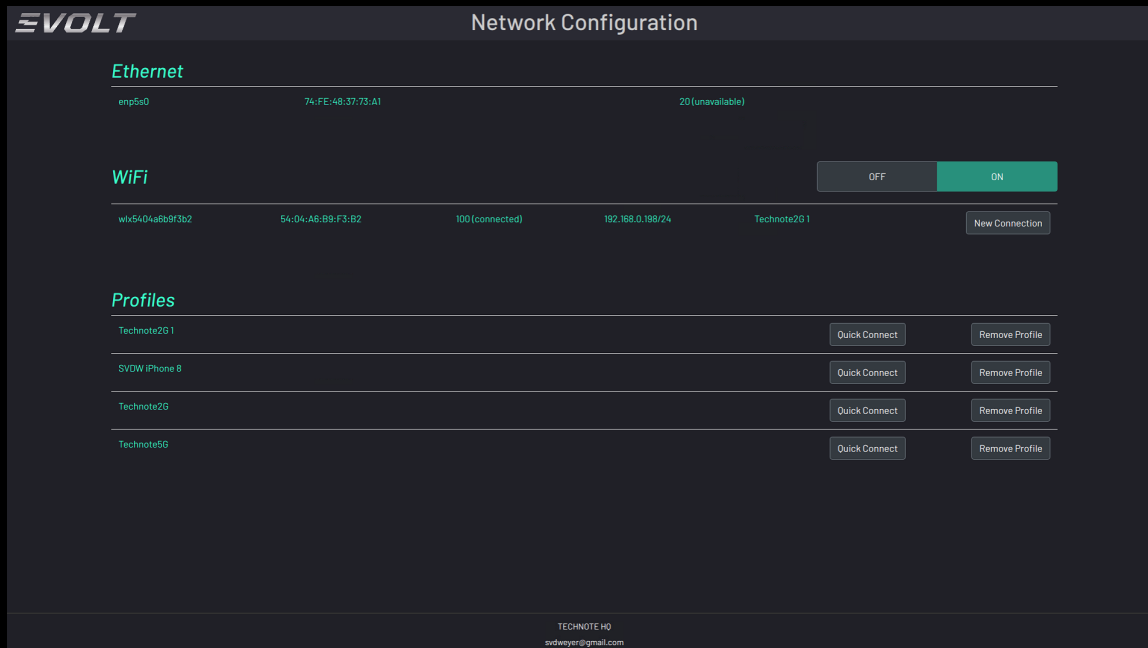 EVOLT
Network Configuration
Ethernet
enp5s0 74:FE:48:37:73:A1 20 (unavailable)
WiFi OFF ON
wlx5404a6b9f3b2 54:04:A6:B9:F3:B2 100 (connected) 192.168.0.198/24 Technote2G 1 New Connection
Profiles
Technote2G 1 Quick Connect Remove Profile
SVDW iPhone 8 Quick Connect Remove Profile
Technote2G Quick Connect Remove Profile
Technote5G Quick Connect Remove Profile
TECHNOTE HQ
svdweyer@gmail.com